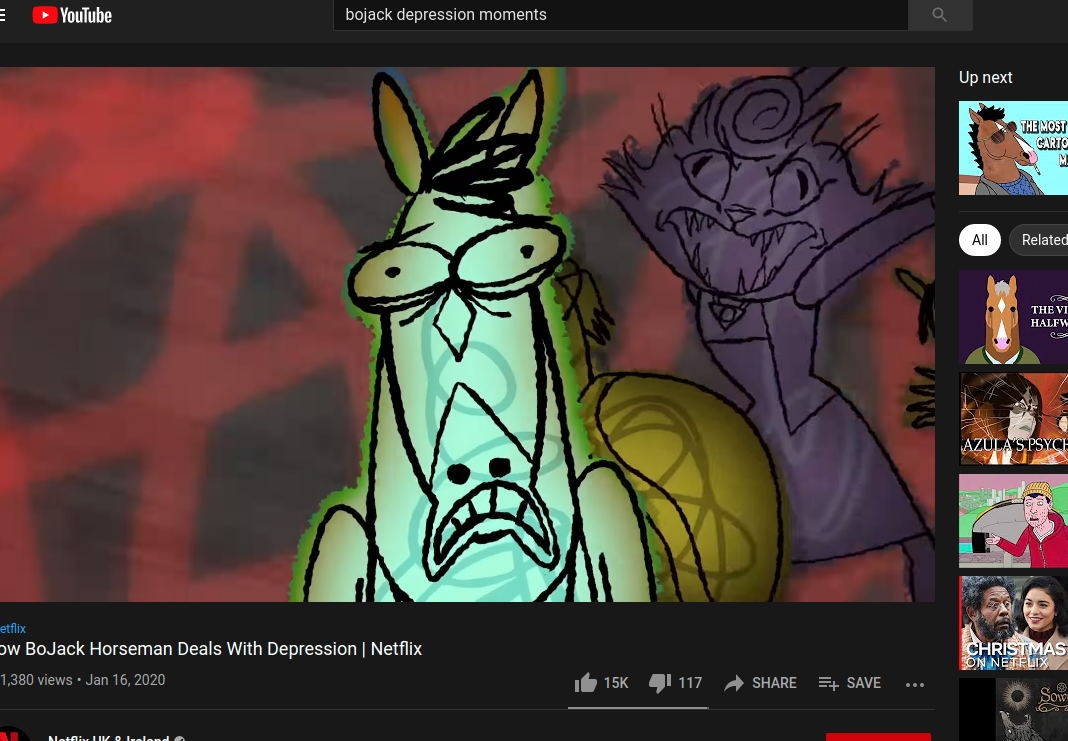 YouTube
bojack depression moments
Up next
THE MOST
CARTO
M
All
Related
THE VI
HALFW
AZULA'S PSYCH
CHRISTMAS
ON NETFLIX
Sow
etflix
ow BoJack Horseman Deals With Depression | Netflix
1,380 views • Jan 16, 2020
15K
117
SHARE
SAVE
Netflix UK & Ireland